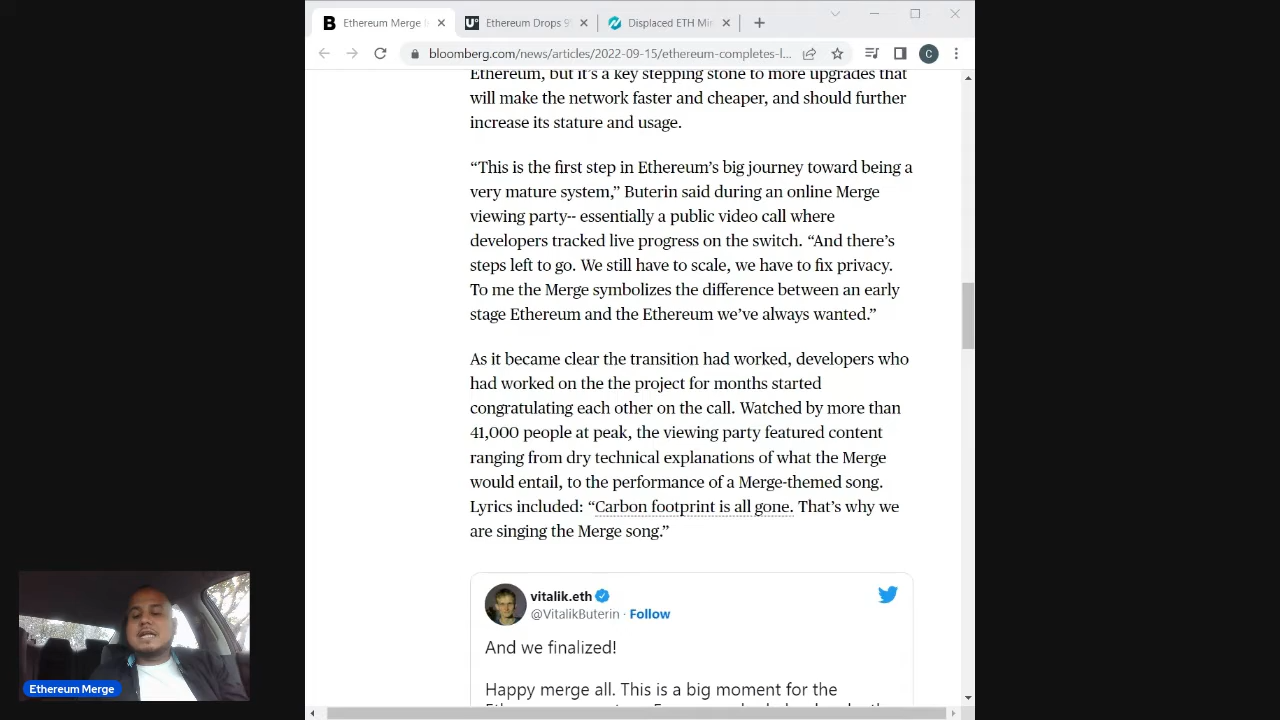 Ethereum Merge I
Ethereum Drops 9
Displaced ETH Mi
bloomberg.com/news/articles/2022-09-15/ethereum-completes-l...
C
Ethereum, but it's a key stepping stone to more upgrades that
will make the network faster and cheaper, and should further
increase its stature and usage.
“This is the first step in Ethereum’s big journey toward being a
very mature system,” Buterin said during an online Merge
viewing party-- essentially a public video call where
developers tracked live progress on the switch. “And there’s
steps left to go. We still have to scale, we have to fix privacy.
To me the Merge symbolizes the difference between an early
stage Ethereum and the Ethereum we’ve always wanted.”
As it became clear the transition had worked, developers who
had worked on the the project for months started
congratulating each other on the call. Watched by more than
41,000 people at peak, the viewing party featured content
ranging from dry technical explanations of what the Merge
would entail, to the performance of a Merge-themed song.
Lyrics included: “Carbon footprint is all gone. That’s why we
are singing the Merge song.”
vitalik.eth
@VitalikButerin · Follow
And we finalized!
Happy merge all. This is a big moment for the
Ethereum Merge